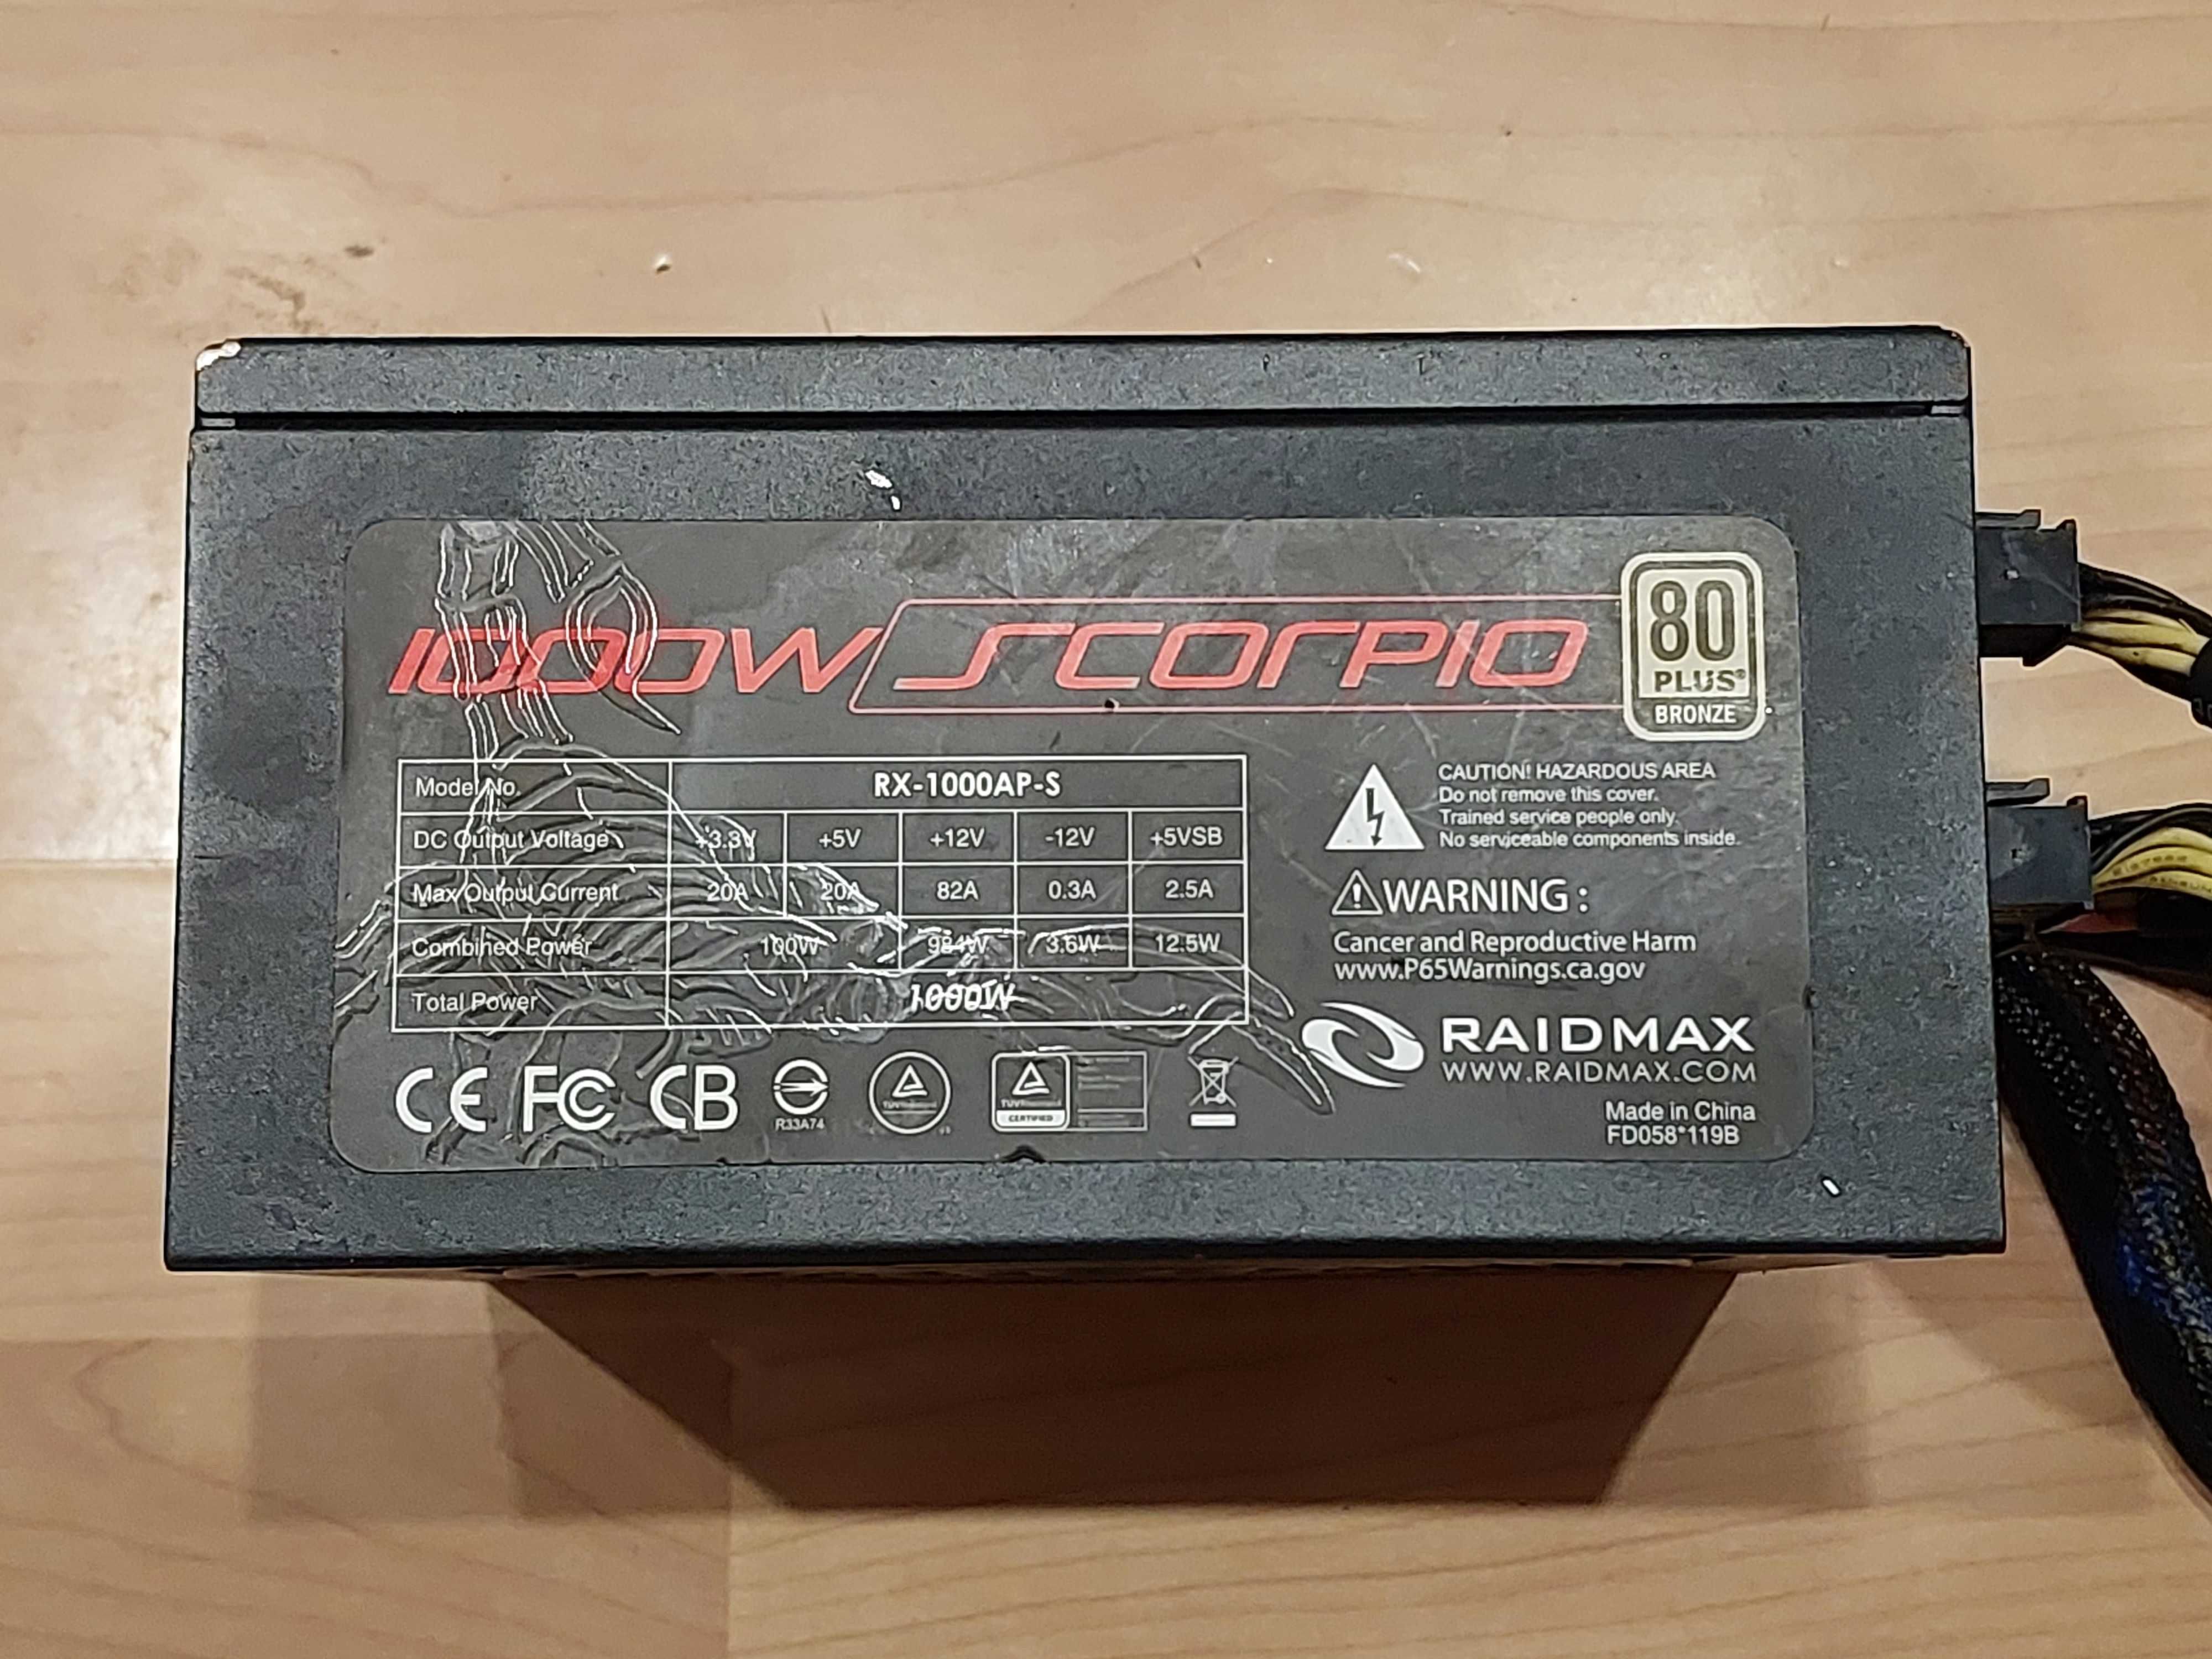 1000W SCORPIO
80
PLUS®
BRONZE
Model No. RX-1000AP-S
DC Output Voltage +3.3V +5V +12V -12V +5VSB
Max Output Current 20A 20A 82A 0.3A 2.5A
Combined Power 100W 984W 3.6W 12.5W
Total Power 1000W
CAUTION! HAZARDOUS AREA
Do not remove this cover.
Trained service people only.
No serviceable components inside.
WARNING :
Cancer and Reproductive Harm
www.P65Warnings.ca.gov
RAIDMAX
WWW.RAIDMAX.COM
Made in China
FD058*119B
CE FC CB
R33A74
CERTIFIED